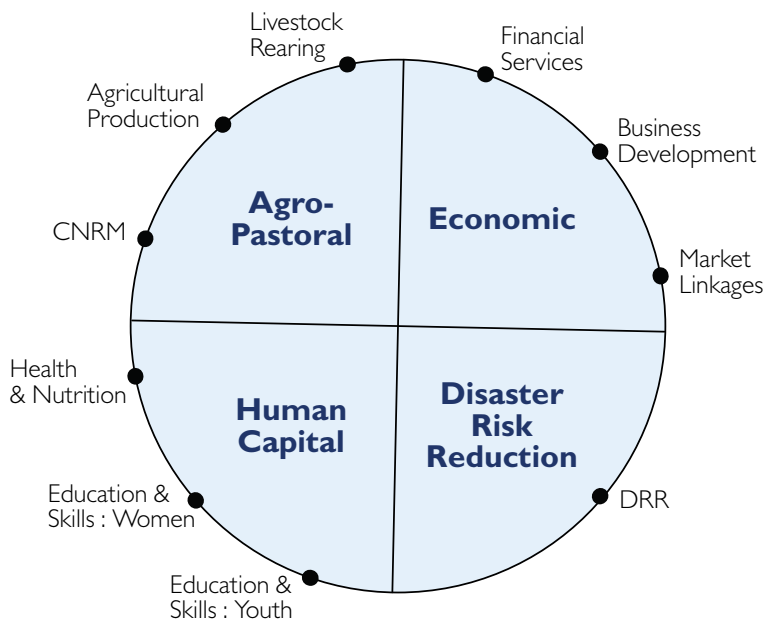 Livestock
Rearing
Financial
Services
Agricultural
Production
Business
Development
Agro-
Pastoral
Economic
CNRM
Market
Linkages
Health
& Nutrition
Human
Capital
Disaster
Risk
Reduction
Education &
Skills : Women
DRR
Education &
Skills : Youth